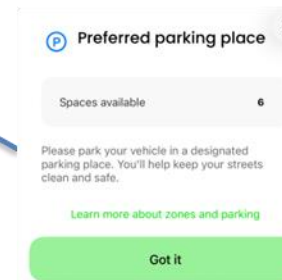 P Preferred parking place
Spaces available 6
Please park your vehicle in a designated
parking place. You'll help keep your streets
clean and safe.
Learn more about zones and parking
Got it